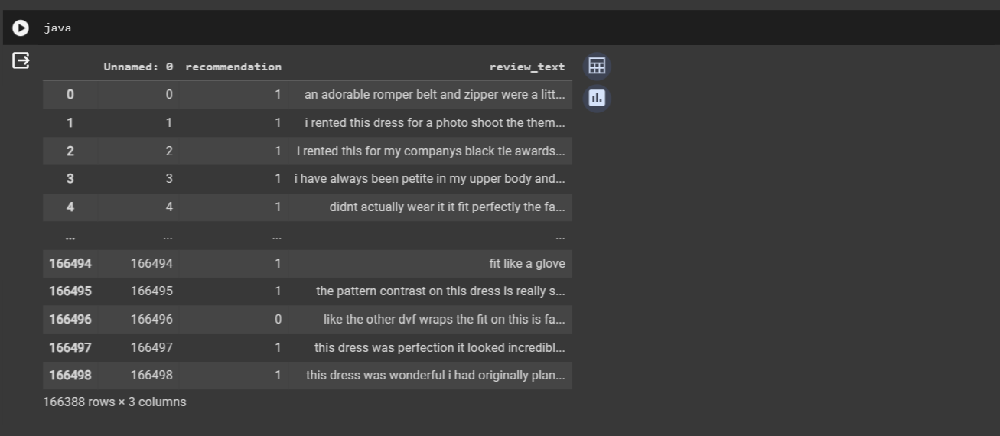 java
Unnamed: 0 recommendation review_text
0 0 1 an adorable romper belt and zipper were a litt...
1 1 1 i rented this dress for a photo shoot the them...
2 2 1 i rented this for my companys black tie awards...
3 3 1 i have always been petite in my upper body and...
4 4 1 didnt actually wear it it fit perfectly the fa...
... ... ... ...
166494 166494 1 fit like a glove
166495 166495 1 the pattern contrast on this dress is really s...
166496 166496 0 like the other dvf wraps the fit on this is fa...
166497 166497 1 this dress was perfection it looked incredibl...
166498 166498 1 this dress was wonderful i had originally plan...
166388 rows × 3 columns